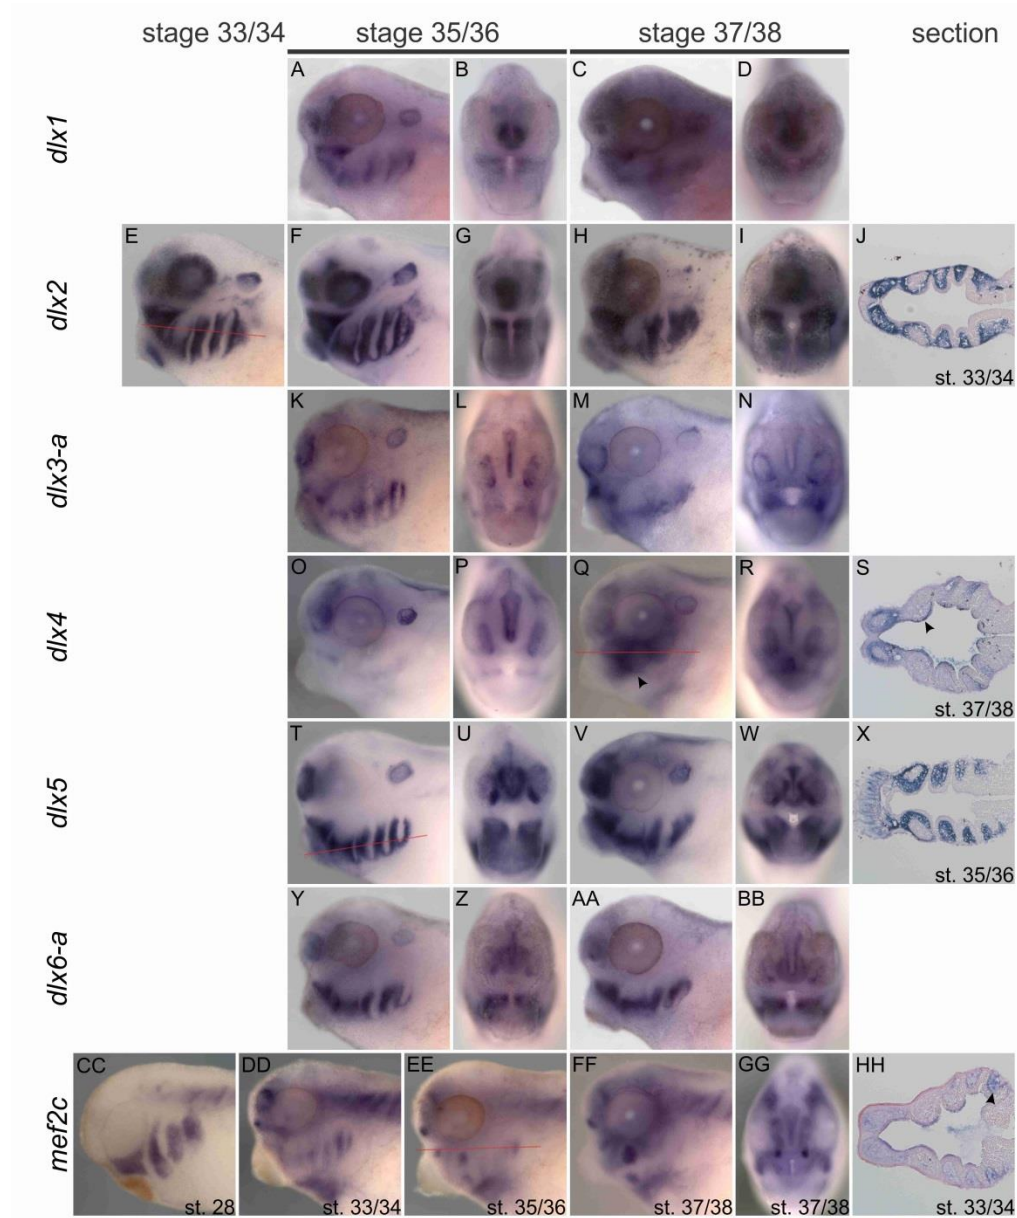 stage 33/34 stage 35/36 stage 37/38 section
dlx1
A B C D
dlx2
E F G H I J
st. 33/34
dlx3-a
K L M N
dlx4
O P Q R S
st. 37/38
dlx5
T U V W X
st. 35/36
dlx6-a
Y Z AA BB
mef2c
CC DD EE FF GG HH
st. 28 st. 33/34 st. 35/36 st. 37/38 st. 37/38 st. 33/34